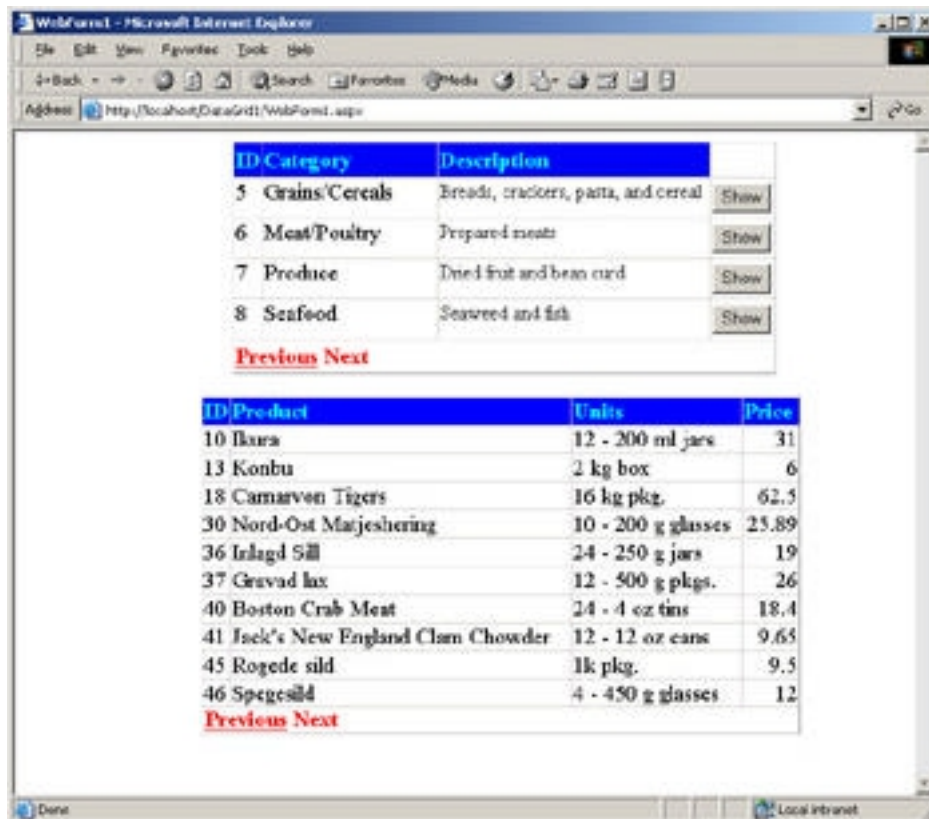 WebForm1 - Microsoft Internet Explorer
File Edit View Favorites Tools Help
Back Search Favorites Media
Address http://localhost/DataGrid1/WebForm1.aspx Go
ID Category Description
5 Grains/Cereals Breads, crackers, pasta, and cereal Show
6 Meat/Poultry Prepared meats Show
7 Produce Dried fruit and bean curd Show
8 Seafood Seaweed and fish Show
Previous Next
ID Product Units Price
10 Ikura 12 - 200 ml jars 31
13 Konbu 2 kg box 6
18 Carnarvon Tigers 16 kg pkg. 62.5
30 Nord-Ost Matjeshering 10 - 200 g glasses 25.89
36 Inlagd Sill 24 - 250 g jars 19
37 Gravad lax 12 - 500 g pkgs. 26
40 Boston Crab Meat 24 - 4 oz tins 18.4
41 Jack's New England Clam Chowder 12 - 12 oz cans 9.65
45 Rogede sild 1k pkg. 9.5
46 Spegesild 4 - 450 g glasses 12
Previous Next
Done Local intranet